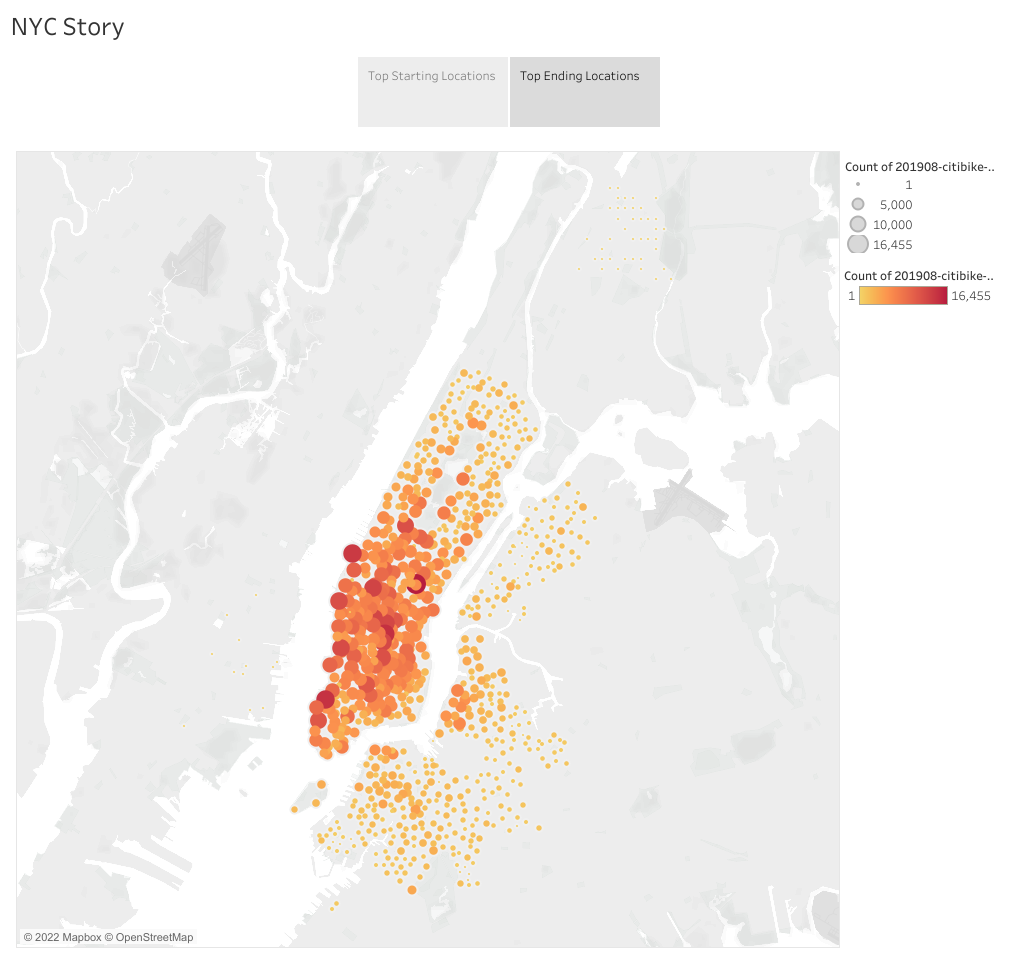 NYC Story
Top Starting Locations
Top Ending Locations
Count of 201908-citibike-..
1
5,000
10,000
16,455
Count of 201908-citibike-..
1 16,455
© 2022 Mapbox © OpenStreetMap